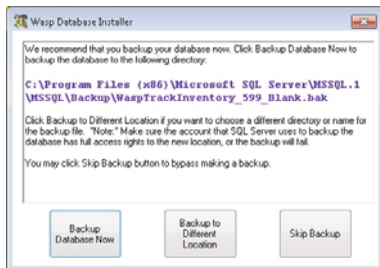 Wasp Database Installer
We recommend that you backup your database now. Click Backup Database Now to
backup the database to the following directory:
C:\Program Files (x86)\Microsoft SQL Server\MSSQL.1
\MSSQL\Backup\WaspTrackInventory_599_Blank.bak
Click Backup to Different Location if you want to choose a different directory or name for
the backup file. "Note:" Make sure the account that SQL Server uses to backup the
database has full access rights to the new location, or the backup will fail.
You may click Skip Backup button to bypass making a backup.
Backup
Database Now
Backup to
Different
Location
Skip Backup